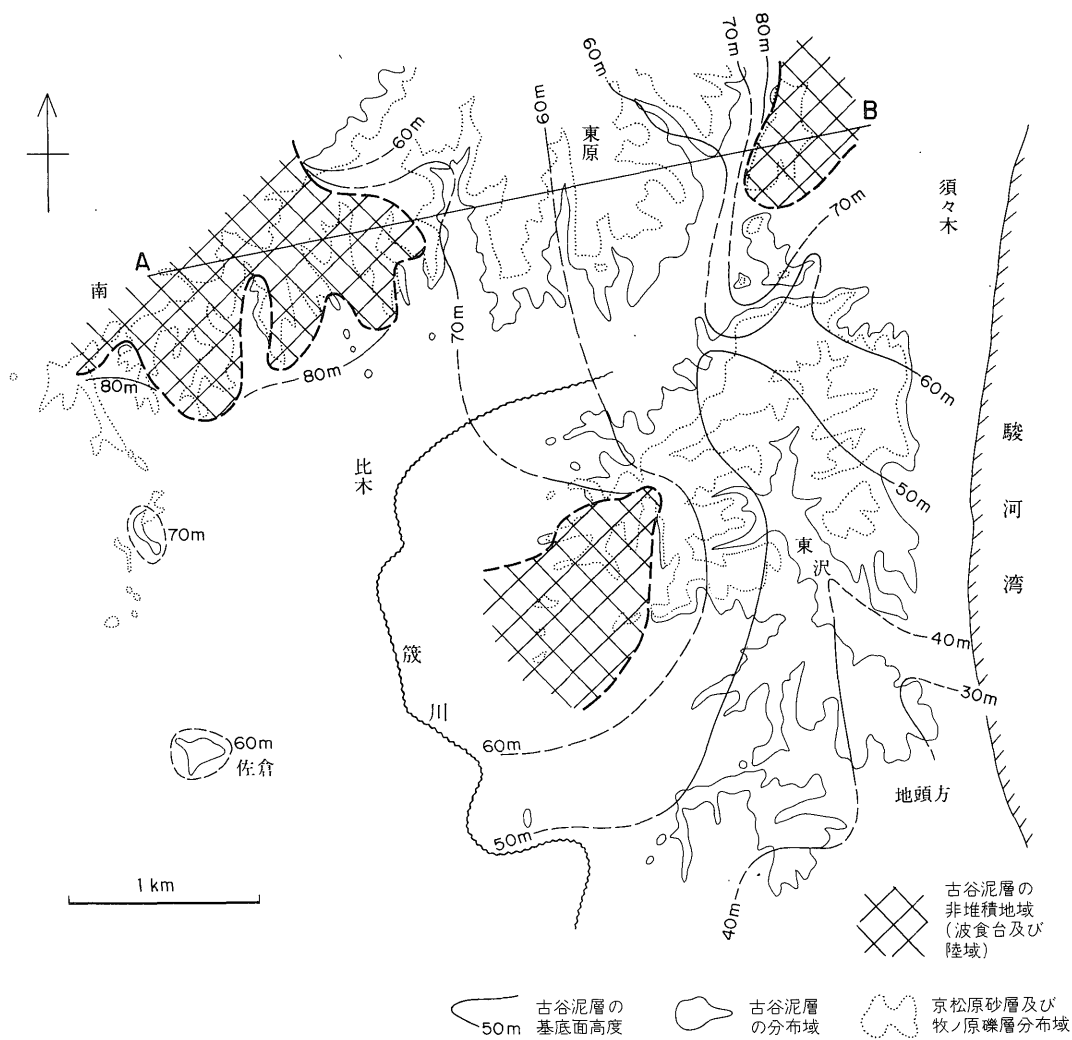 70m
80m
60m
60m
東原
B
60m
須々木
70m
A
南
70m
60m
80m
80m
駿河湾
50m
比木
70m
東沢
40m
筬川
30m
60m
佐倉
60m
地頭方
50m
40m
1 km
古谷泥層の
非堆積地域
(波食台及び
陸域)
50m
古谷泥層の
基底面高度
古谷泥層
の分布域
京松原砂層及び
牧ノ原礫層分布域